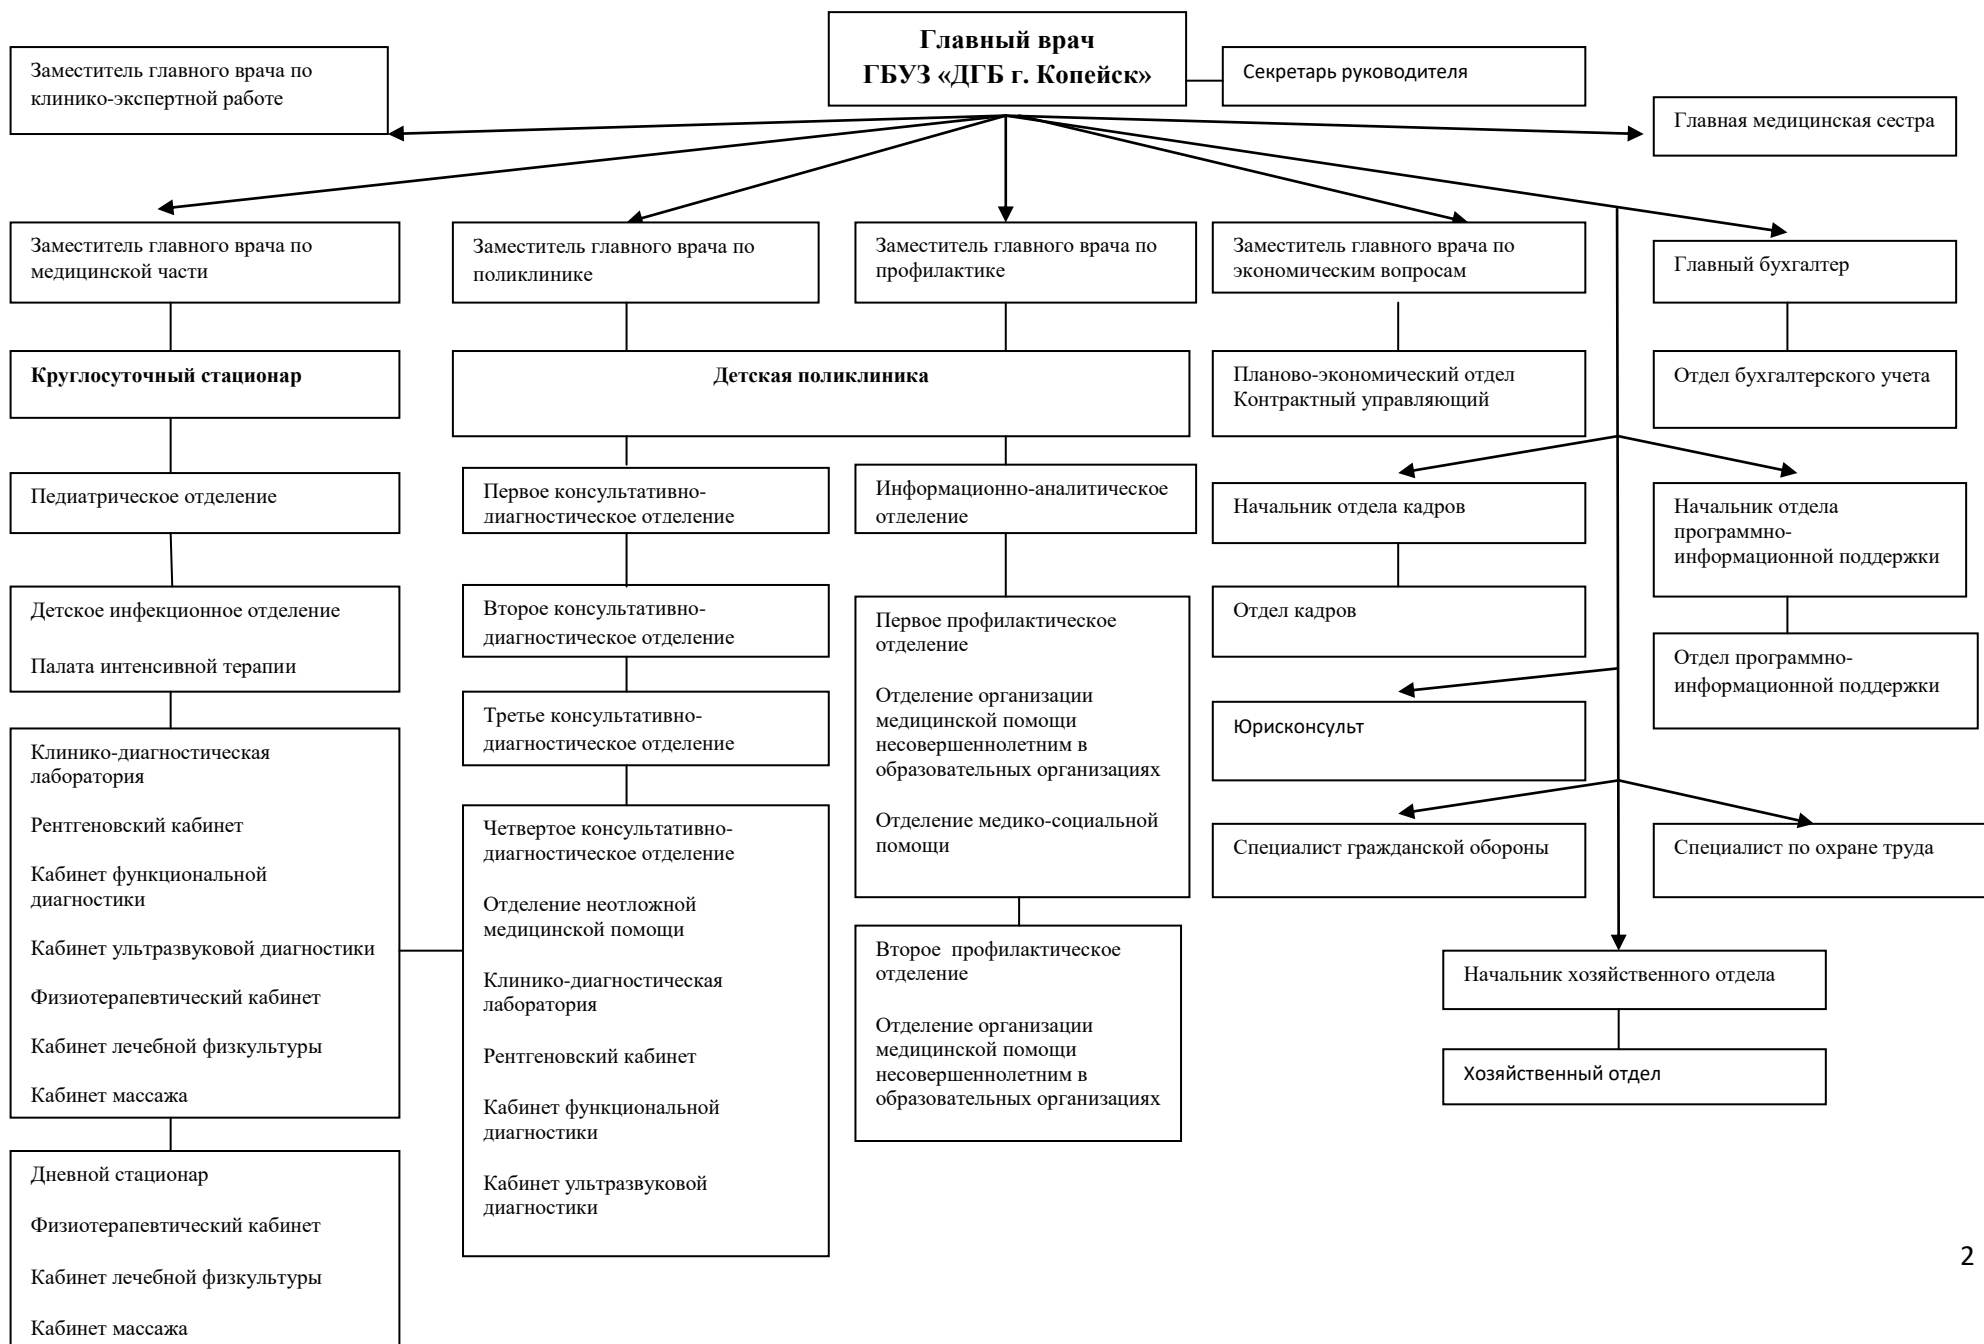 Главный врач
ГБУЗ «ДГБ г. Копейск»
Секретарь руководителя
Заместитель главного врача по
клинико-экспертной работе
Главная медицинская сестра
Заместитель главного врача по
медицинской части
Заместитель главного врача по
поликлинике
Заместитель главного врача по
профилактике
Заместитель главного врача по
экономическим вопросам
Главный бухгалтер
Круглосуточный стационар
Детская поликлиника
Планово-экономический отдел
Контрактный управляющий
Отдел бухгалтерского учета
Педиатрическое отделение
Детское инфекционное отделение
Палата интенсивной терапии
Клинико-диагностическая
лаборатория
Рентгеновский кабинет
Кабинет функциональной
диагностики
Кабинет ультразвуковой диагностики
Физиотерапевтический кабинет
Кабинет лечебной физкультуры
Кабинет массажа
Дневной стационар
Физиотерапевтический кабинет
Кабинет лечебной физкультуры
Кабинет массажа
Первое консультативно-
диагностическое отделение
Второе консультативно-
диагностическое отделение
Третье консультативно-
диагностическое отделение
Четвертое консультативно-
диагностическое отделение
Отделение неотложной
медицинской помощи
Клинико-диагностическая
лаборатория
Рентгеновский кабинет
Кабинет функциональной
диагностики
Кабинет ультразвуковой
диагностики
Информационно-аналитическое
отделение
Первое профилактическое
отделение
Отделение организации
медицинской помощи
несовершеннолетним в
образовательных организациях
Отделение медико-социальной
помощи
Второе профилактическое
отделение
Отделение организации
медицинской помощи
несовершеннолетним в
образовательных организациях
Начальник отдела кадров
Отдел кадров
Начальник отдела
программно-
информационной поддержки
Отдел программно-
информационной поддержки
Юрисконсульт
Специалист гражданской обороны
Специалист по охране труда
Начальник хозяйственного отдела
Хозяйственный отдел
2